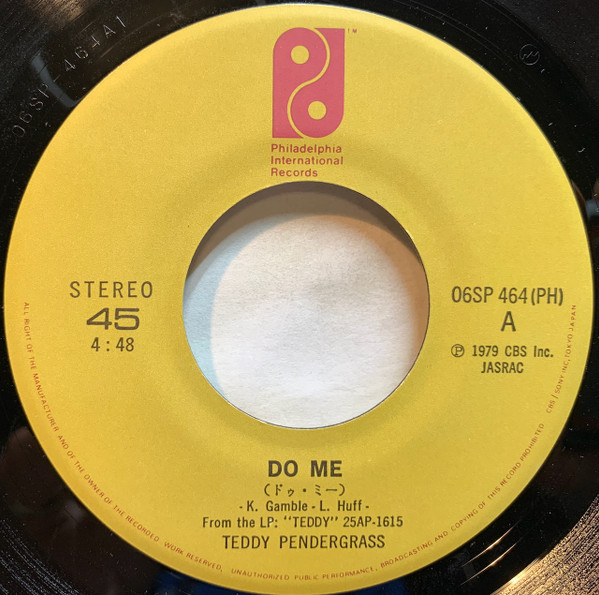 06SP-464A1
TM
Philadelphia
International
Records
STEREO
45
4:48
06SP 464(PH)
A
Ⓟ 1979 CBS Inc.
JASRAC
DO ME
(ドゥ・ミー)
- K. Gamble - L. Huff -
From the LP: "TEDDY" 25AP-1615
TEDDY PENDERGRASS
ALL RIGHT OF THE MANUFACTURER AND OF THE OWNER OF THE RECORDED WORK RESERVED, UNAUTHORIZED PUBLIC PERFORMANCE, BROADCASTING AND COPYING OF THIS RECORD PROHIBITED CBS/SONY INC, TOKYO JAPAN